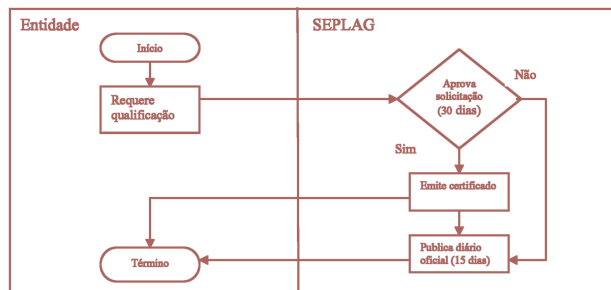 Entidade
SEPLAG
Início
Requere
qualificação
Aprova
solicitação
(30 dias)
Não
Sim
Emite certificado
Publica diário
oficial (15 dias)
Término